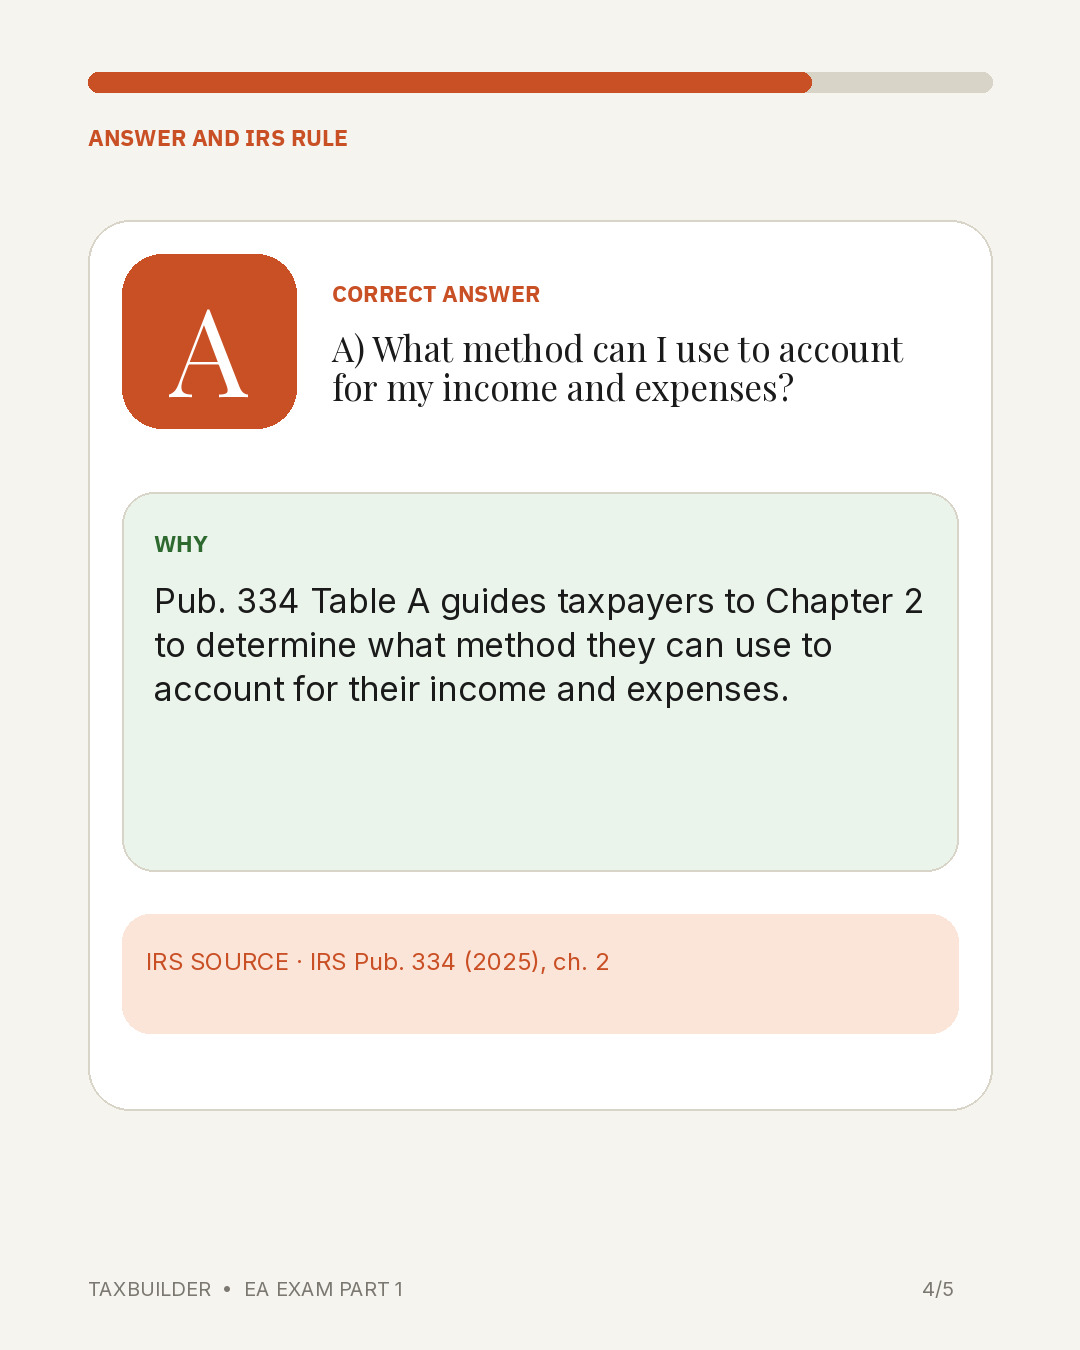 ANSWER AND IRS RULE
A
CORRECT ANSWER
A) What method can I use to account
for my income and expenses?
WHY
Pub. 334 Table A guides taxpayers to Chapter 2
to determine what method they can use to
account for their income and expenses.
IRS SOURCE · IRS Pub. 334 (2025), ch. 2
TAXBUILDER • EA EXAM PART 1
4/5